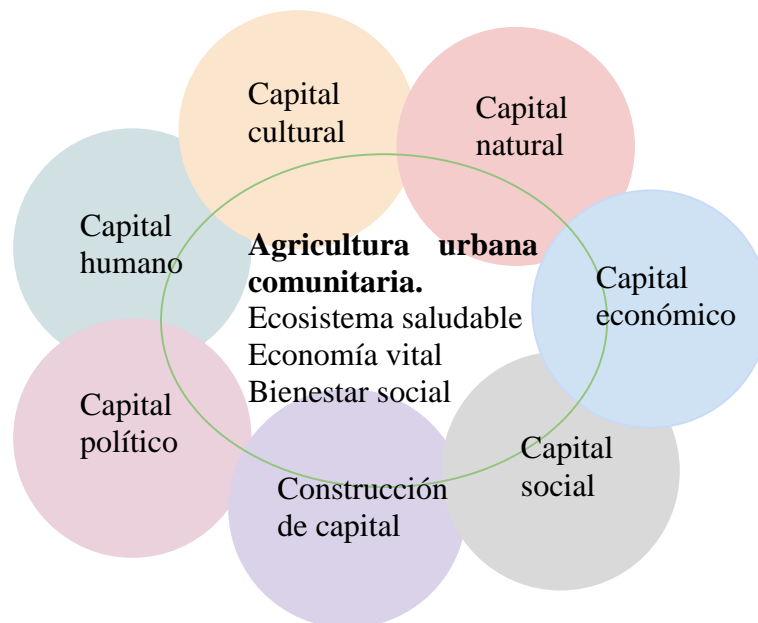 Capital
cultural
Capital
natural
Capital
humano
Agricultura urbana
comunitaria.
Ecosistema saludable
Economía vital
Bienestar social
Capital
económico
Capital
político
Capital
social
Construcción
de capital